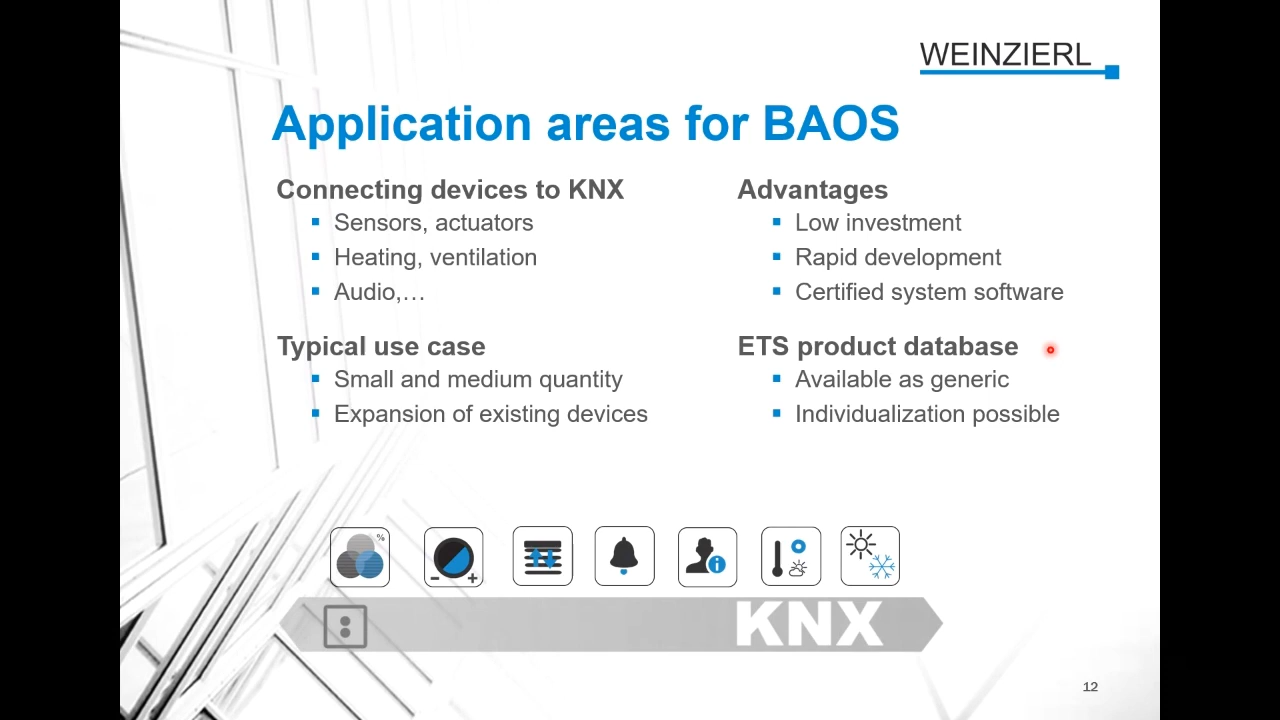 WEINZIERL
Application areas for BAOS
Connecting devices to KNX
Sensors, actuators
Heating, ventilation
Audio,…
Typical use case
Small and medium quantity
Expansion of existing devices
Advantages
Low investment
Rapid development
Certified system software
ETS product database
Available as generic
Individualization possible
%
- +
i
KNX
12